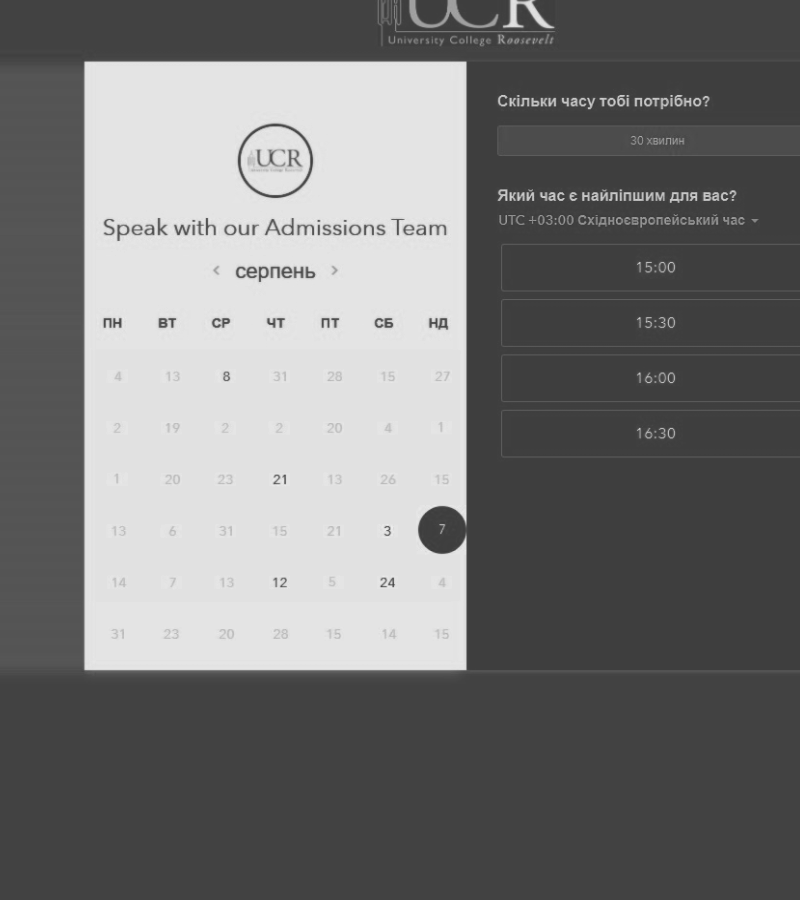 UCR
University College Roosevelt
UCR
Speak with our Admissions Team
серпень
ПН ВТ СР ЧТ ПТ СБ НД
4 13 8 31 28 15 27
2 19 2 2 20 4 1
1 20 23 21 13 26 15
13 6 31 15 21 3 7
14 7 13 12 5 24 4
31 23 20 28 15 14 15
Скільки часу тобі потрібно?
30 хвилин
Який час є найліпшим для вас?
UTC +03:00 Східноєвропейський час
15:00
15:30
16:00
16:30